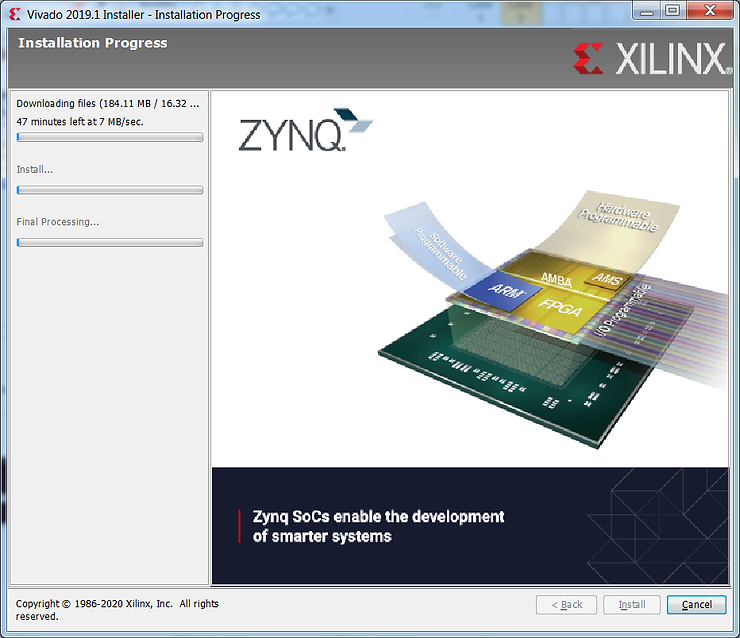 Vivado 2019.1 Installer - Installation Progress
Installation Progress
XILINX
Downloading files (184.11 MB / 16.32 ...
47 minutes left at 7 MB/sec.
Install...
Final Processing...
ZYNQ
Hardware
Programmable
Software
Programmable
AMBA
AMS
ARM
FPGA
I/O Programmable
Zynq SoCs enable the development
of smarter systems
Copyright © 1986-2020 Xilinx, Inc. All rights
reserved.
< Back
Install
Cancel